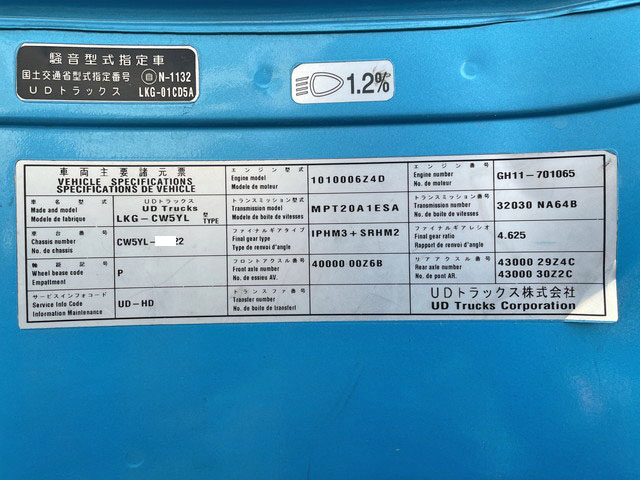 騒音型式指定車
国土交通省型式指定番号 自 N-1132
UDトラックス LKG-01CD5A
1.2%
車両主要諸元票
VEHICLE SPECIFICATIONS
SPECIFICATIONS DE VEHICLE
車名型式
Made and model
Modele de fabrique
UDトラックス
UD Trucks
LKG-CW5YL 型 TYPE
車台番号
Chassis number
No. de chassis
CW5YL- 22
軸距記号
Wheel base code
Empattment
P
サービスインフォコード
Service Info Code
Information Maintenance
UD-HD
エンジン型式
Engine model
Modele de moteur
1010006Z4D
トランスミッション型式
Transmission model
Modele de boite de vitesses
MPT20A1ESA
ファイナルギアタイプ
Final gear type
Type de renvoi d'angle
IPHM3+SRHM2
フロントアクスル番号
Front axle number
No. de essieu AV.
40000 00Z6B
トランスファ番号
Transfer number
No. de boite de transfert
エンジン番号
Engine number
No. de moteur
GH11-701065
トランスミッション番号
Transmission number
No. de boite de vitesses
32030 NA64B
ファイナルギアレシオ
Final gear ratio
Rapport de renvoi d'angle
4.625
リアアクスル番号
Rear axle number
No. de post AR.
43000 29Z4C
43000 30Z2C
UDトラックス株式会社
UD Trucks Corporation